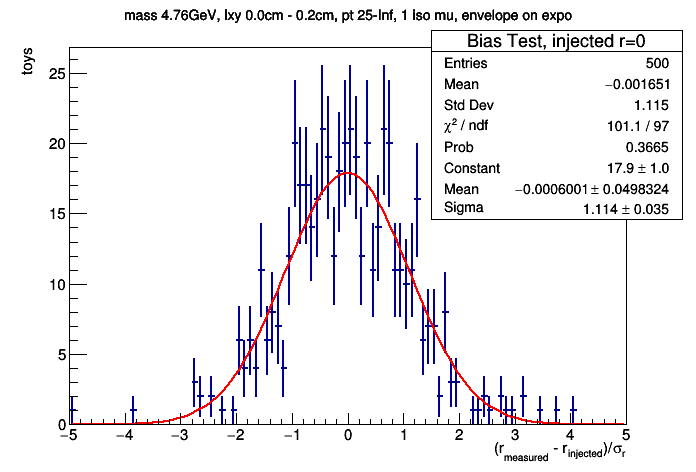 mass 4.76GeV, lxy 0.0cm - 0.2cm, pt 25-Inf, 1 Iso mu, envelope on expo
Bias Test, injected r=0
Entries 500
Mean −0.001651
Std Dev 1.115
χ² / ndf 101.1 / 97
Prob 0.3665
Constant 17.9 ± 1.0
Mean −0.0006001 ± 0.0498324
Sigma 1.114 ± 0.035
toys
25
20
15
10
5
0
−5 −4 −3 −2 −1 0 1 2 3 4 5
(r_measured - r_injected)/σ_r